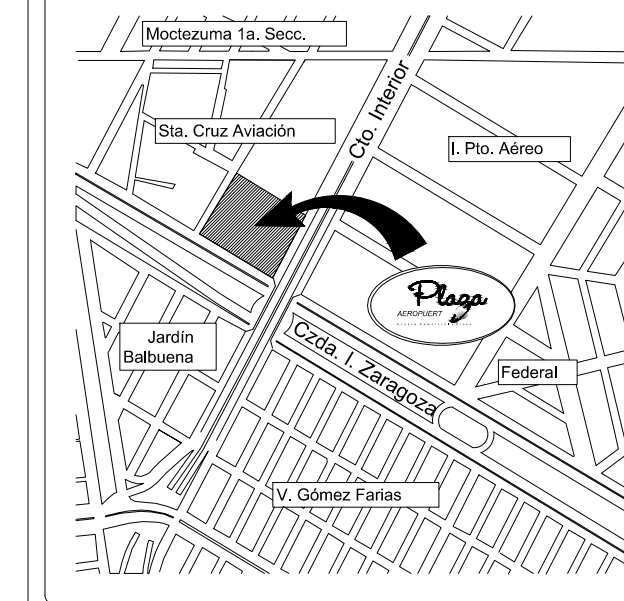 Moctezuma 1a. Secc.
Cto. Interior
Sta. Cruz Aviación
I. Pto. Aéreo
Plaza
AEROPUERT
Jardín
Balbuena
Czda. I. Zaragoza
Federal
V. Gómez Farias